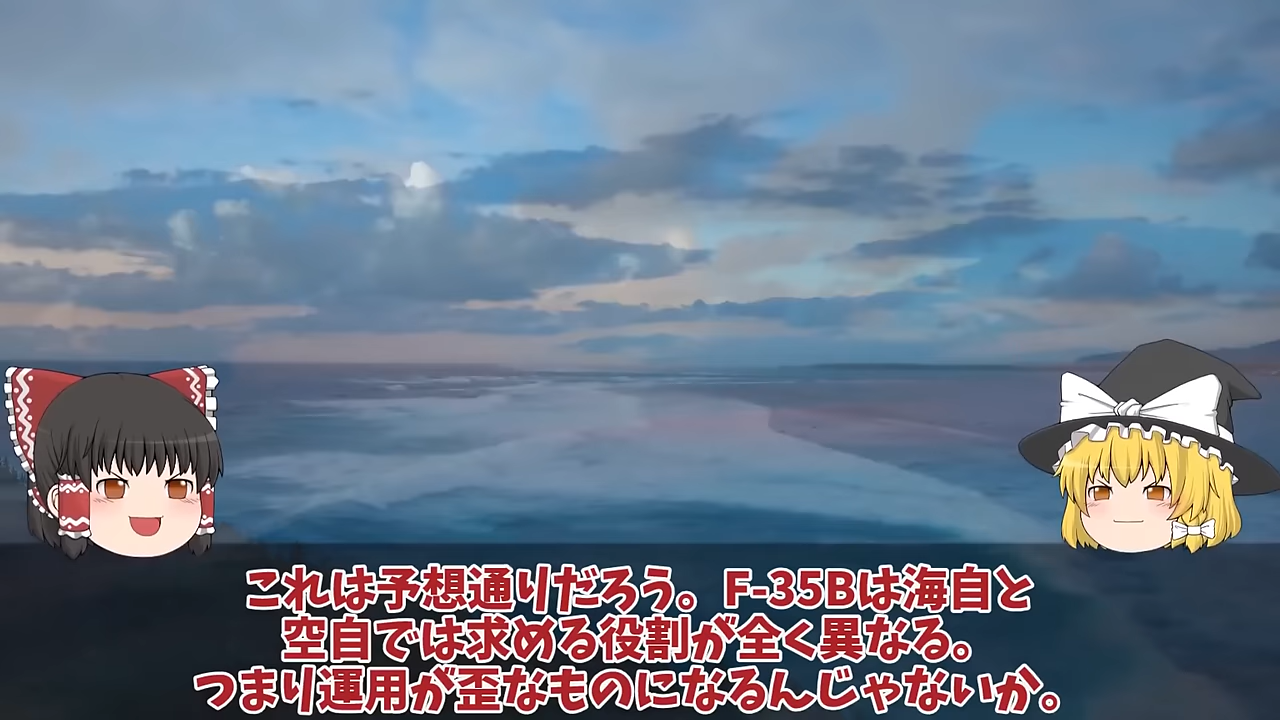 これは予想通りだろう。F-35Bは海自と
空自では求める役割が全く異なる。
つまり運用が歪なものになるんじゃないか。